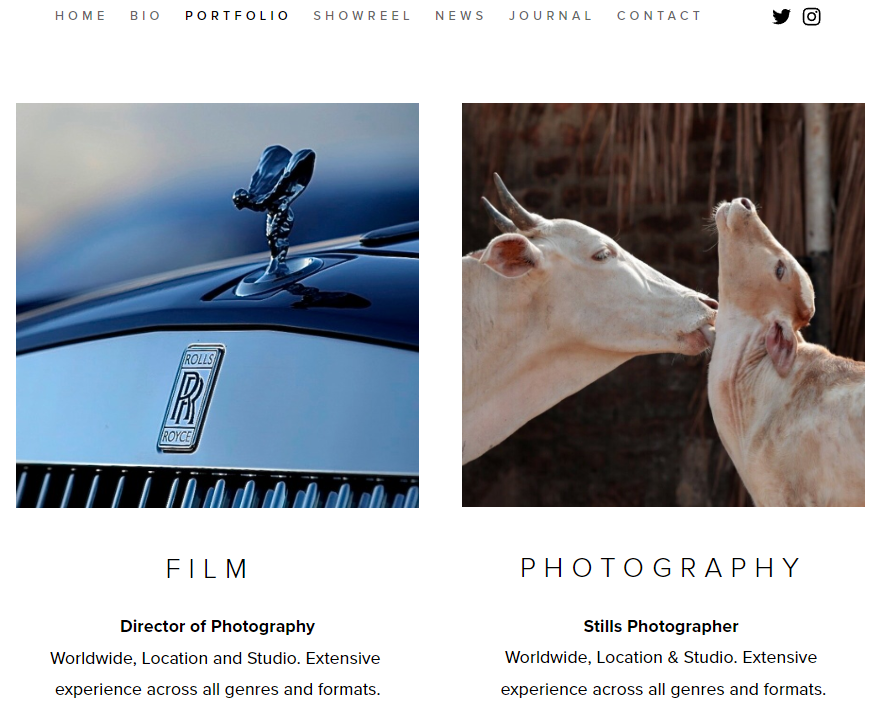 HOME BIO PORTFOLIO SHOWREEL NEWS JOURNAL CONTACT
ROLLS
RR
ROYCE
FILM
Director of Photography
Worldwide, Location and Studio. Extensive
experience across all genres and formats.
PHOTOGRAPHY
Stills Photographer
Worldwide, Location & Studio. Extensive
experience across all genres and formats.